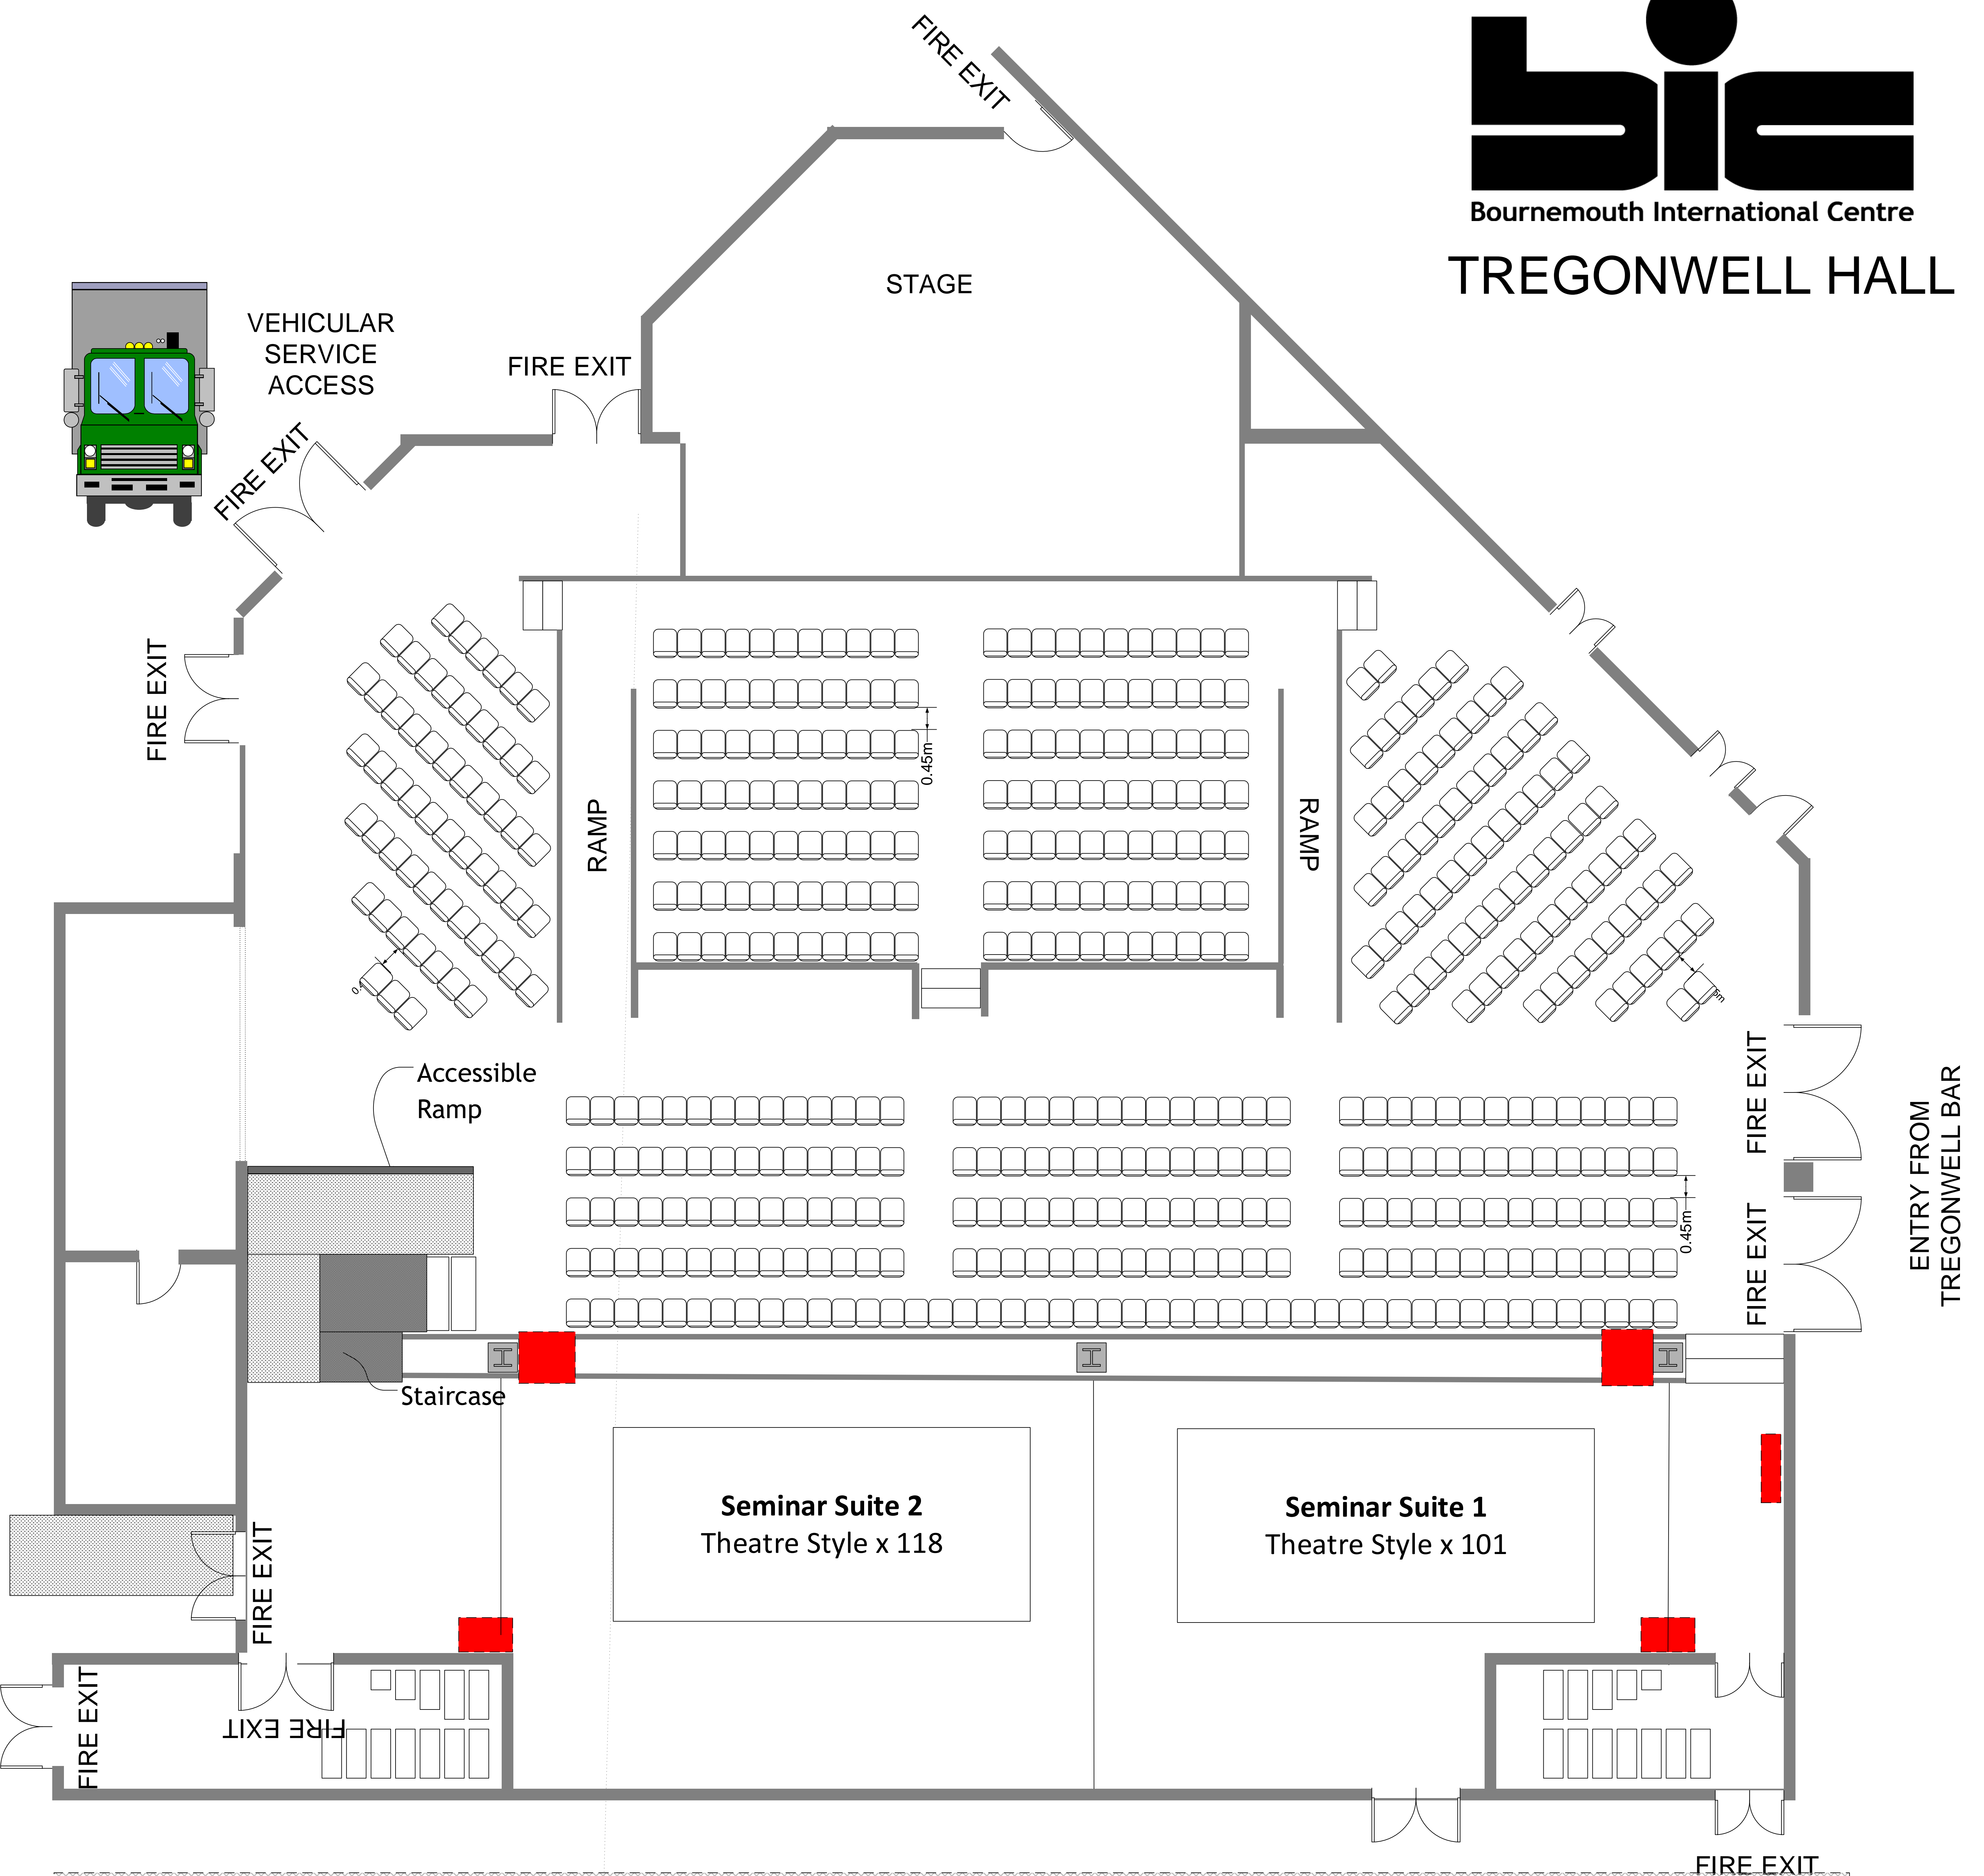 FIRE EXIT
bic
Bournemouth International Centre
TREGONWELL HALL
STAGE
VEHICULAR
SERVICE
ACCESS
FIRE EXIT
FIRE EXIT
FIRE EXIT
0.45m
RAMP
RAMP
FIRE EXIT
Accessible
Ramp
ENTRY FROM
TREGONWELL BAR
0.45m
FIRE EXIT
Staircase
Seminar Suite 2
Theatre Style x 118
Seminar Suite 1
Theatre Style x 101
FIRE EXIT
FIRE EXIT
FIRE EXIT
FIRE EXIT